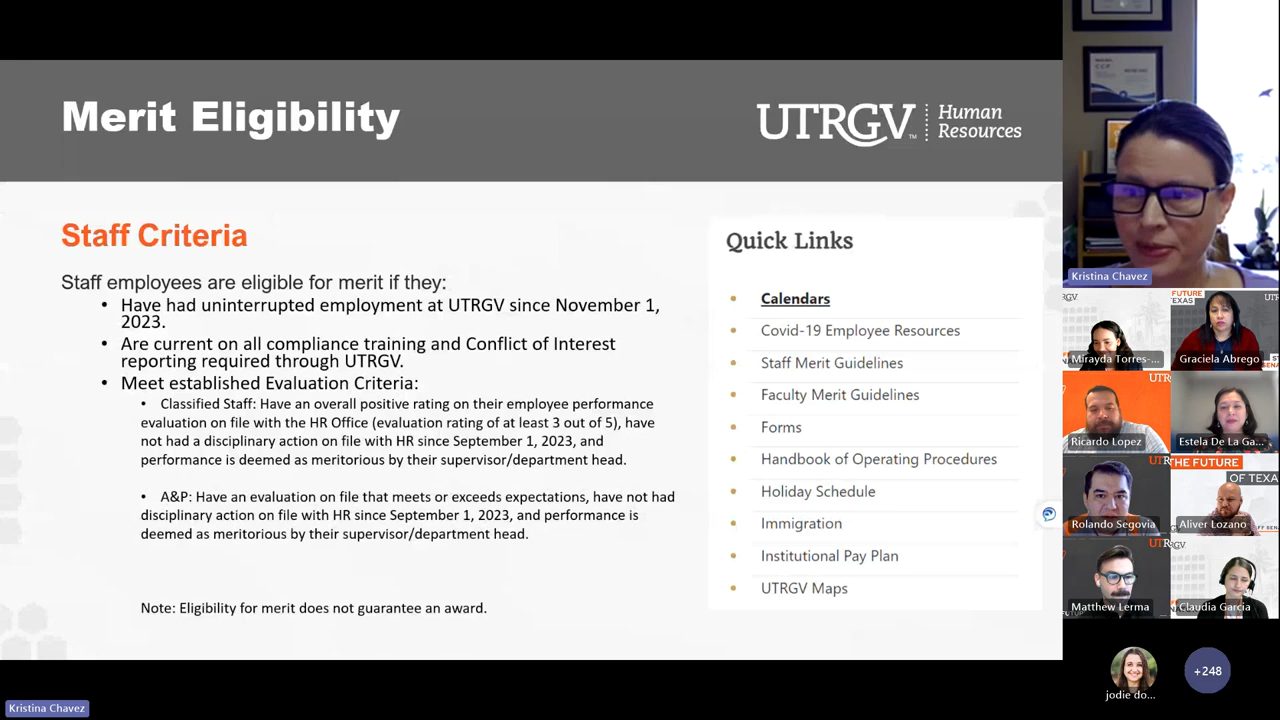 Merit Eligibility
UTRGV™
Human
Resources
Staff Criteria
Staff employees are eligible for merit if they:
• Have had uninterrupted employment at UTRGV since November 1,
2023.
• Are current on all compliance training and Conflict of Interest
reporting required through UTRGV.
• Meet established Evaluation Criteria:
• Classified Staff: Have an overall positive rating on their employee performance
evaluation on file with the HR Office (evaluation rating of at least 3 out of 5), have
not had a disciplinary action on file with HR since September 1, 2023, and
performance is deemed as meritorious by their supervisor/department head.
• A&P: Have an evaluation on file that meets or exceeds expectations, have not had
disciplinary action on file with HR since September 1, 2023, and performance is
deemed as meritorious by their supervisor/department head.
Note: Eligibility for merit does not guarantee an award.
Quick Links
• Calendars
• Covid-19 Employee Resources
• Staff Merit Guidelines
• Faculty Merit Guidelines
• Forms
• Handbook of Operating Procedures
• Holiday Schedule
• Immigration
• Institutional Pay Plan
• UTRGV Maps
Kristina Chavez
Mirayda Torres-...
FUTURE
TEXAS
Graciela Abrego
Ricardo Lopez
Estela De La Ga...
Rolando Segovia
THE FUTURE
OF TEXA
Aliver Lozano
Matthew Lerma
Claudia Garcia
jodie do...
+248
Kristina Chavez